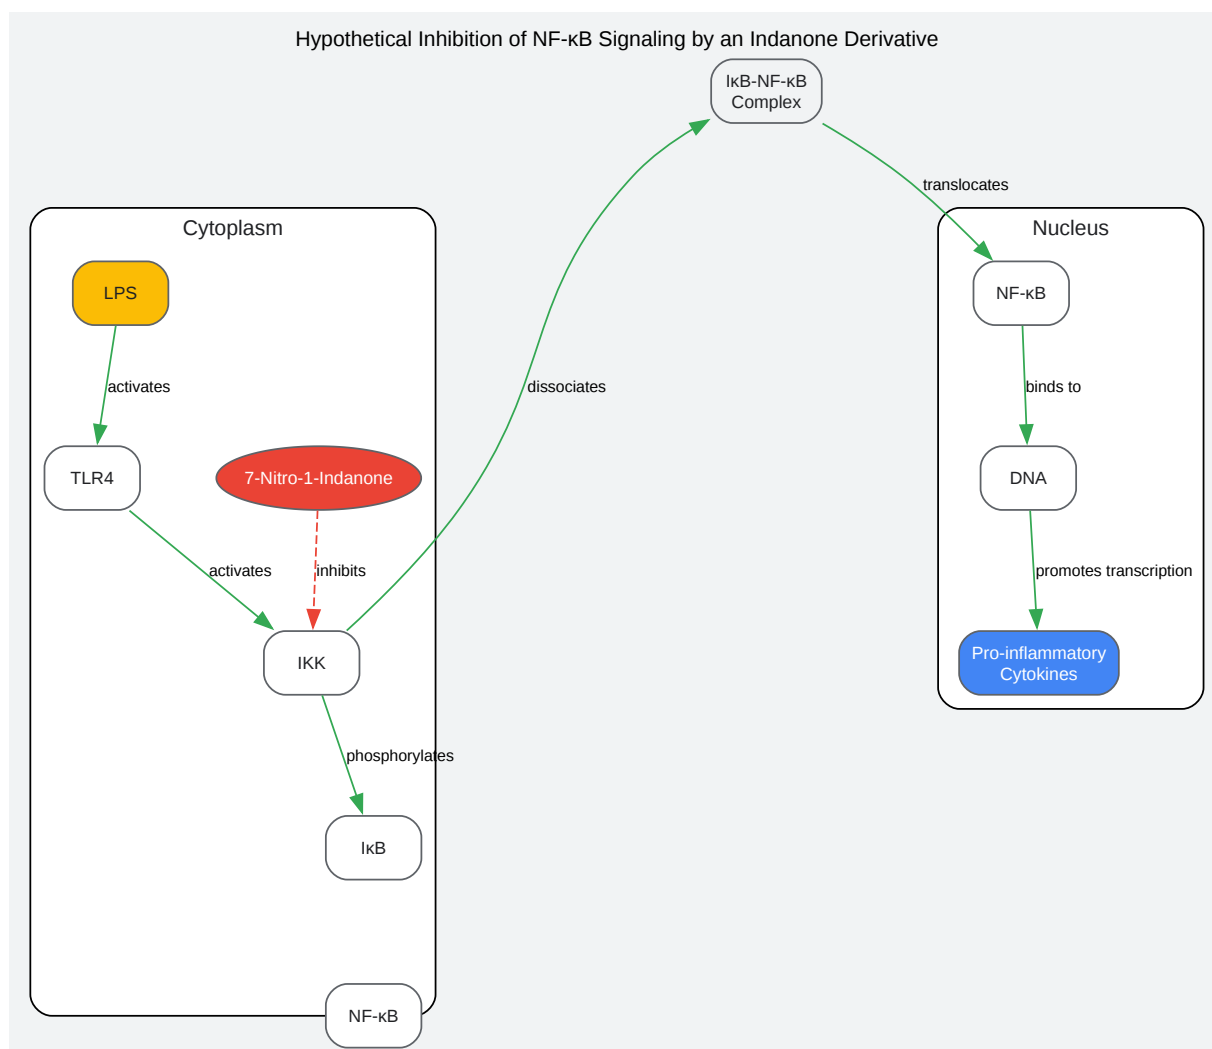 Hypothetical Inhibition of NF-κB Signaling by an Indanone Derivative
IκB-NF-κB
Complex
translocates
Cytoplasm
Nucleus
LPS
NF-κB
activates
dissociates
binds to
TLR4
7-Nitro-1-Indanone
DNA
activates
inhibits
promotes transcription
IKK
Pro-inflammatory
Cytokines
phosphorylates
IκB
NF-κB